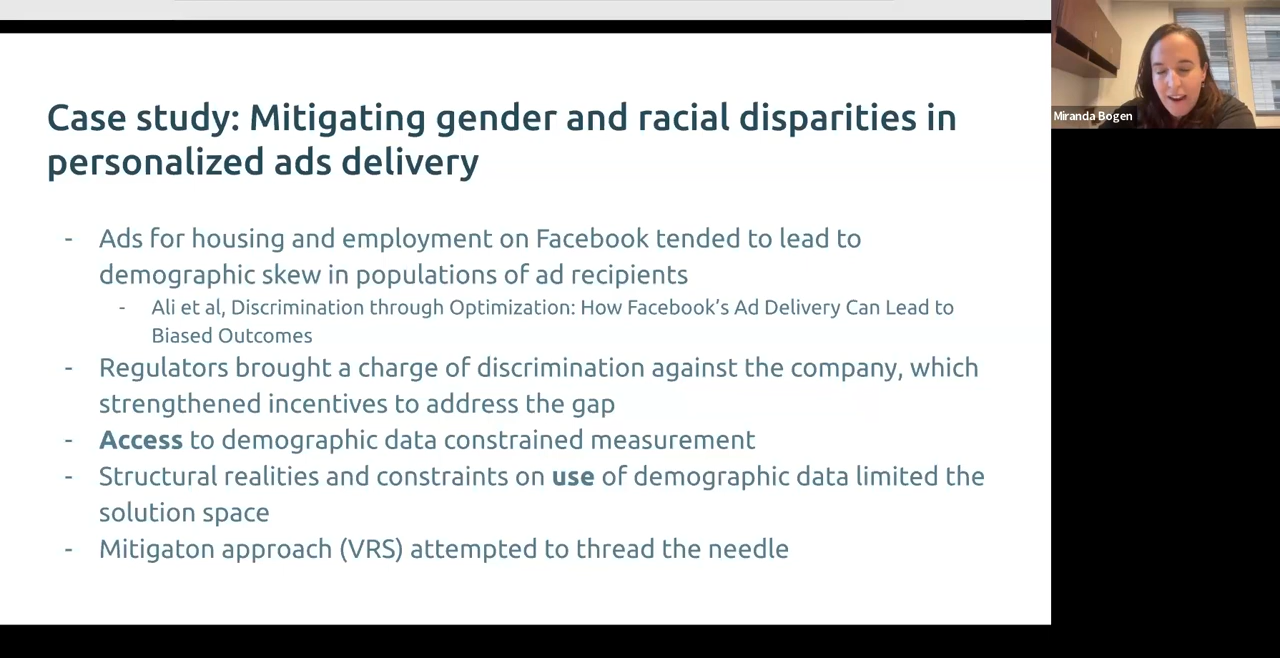 Case study: Mitigating gender and racial disparities in
personalized ads delivery
- Ads for housing and employment on Facebook tended to lead to
demographic skew in populations of ad recipients
- Ali et al, Discrimination through Optimization: How Facebook’s Ad Delivery Can Lead to
Biased Outcomes
- Regulators brought a charge of discrimination against the company, which
strengthened incentives to address the gap
- Access to demographic data constrained measurement
- Structural realities and constraints on use of demographic data limited the
solution space
- Mitigaton approach (VRS) attempted to thread the needle
Miranda Bogen